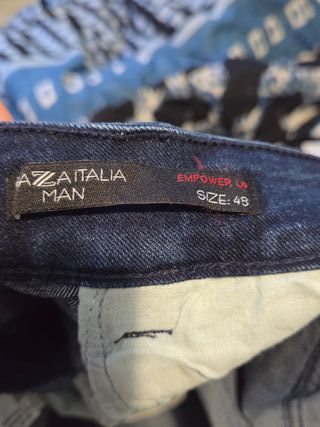 AZZAITALIA
MAN
EMPOWER UP
SIZE: 48